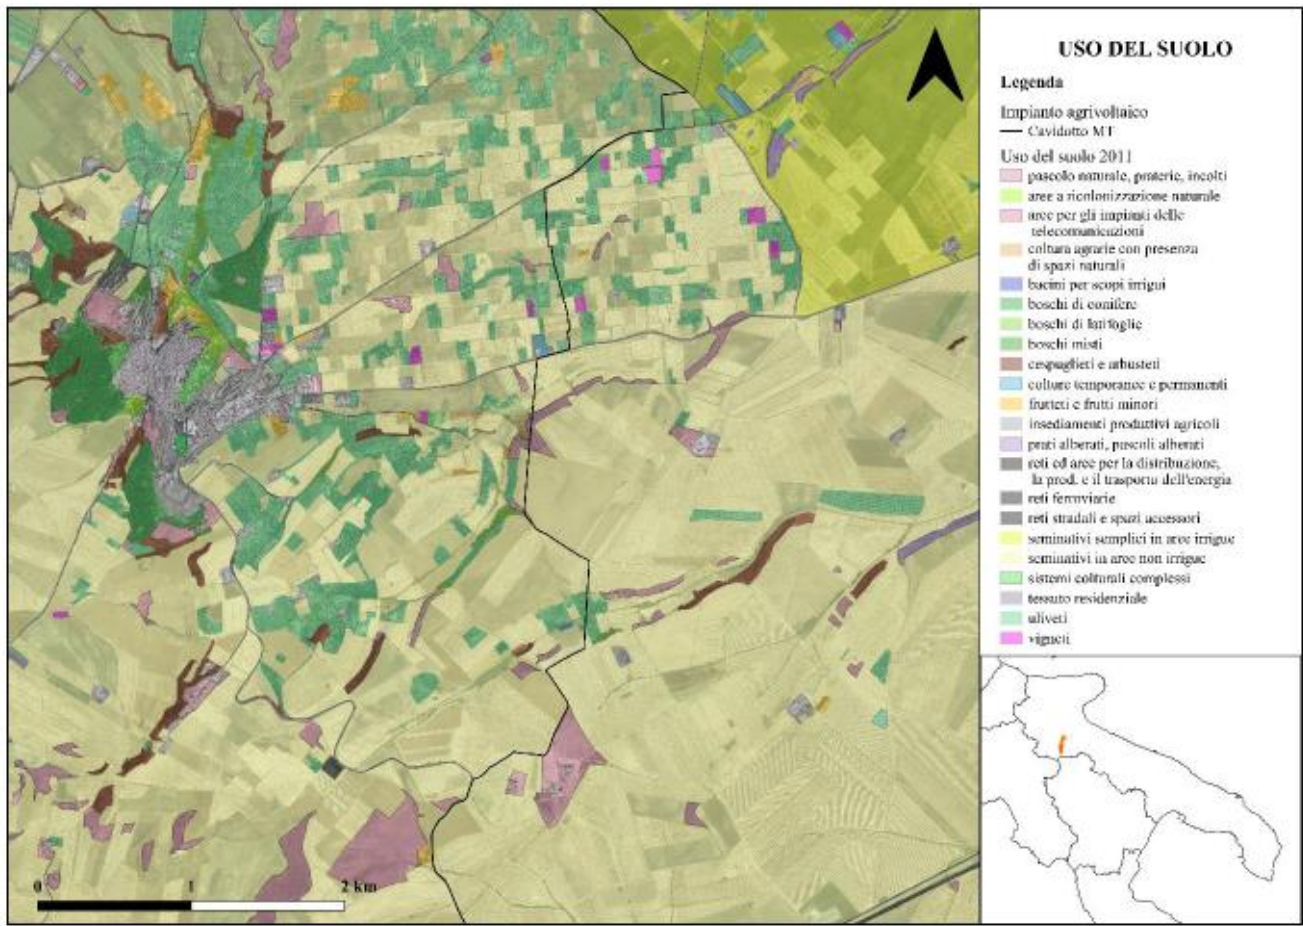 USO DEL SUOLO
Legenda
Impianto agrivoltaico
Cavidotto MT
Uso del suolo 2011
pascolo naturale, praterie, incolti
aree a ricolonizzazione naturale
aree per gli impianti delle
telecomunicazioni
coltura agrarie con presenza
di spazi naturali
bacini per scopi irrigui
boschi di conifere
boschi di latifoglie
boschi misti
cespuglieti e arbusteti
colture temporanee e permanenti
frutteti e frutti minori
insediamenti produttivi agricoli
prati alberati, pascoli alberati
reti ed aree per la distribuzione,
la prod. e il trasporto dell'energia
reti ferroviarie
reti stradali e spazi accessori
seminativi semplici in aree irrigue
seminativi in aree non irrigue
sistemi colturali complessi
tessuto residenziale
uliveti
vigneti
0 1 2 km